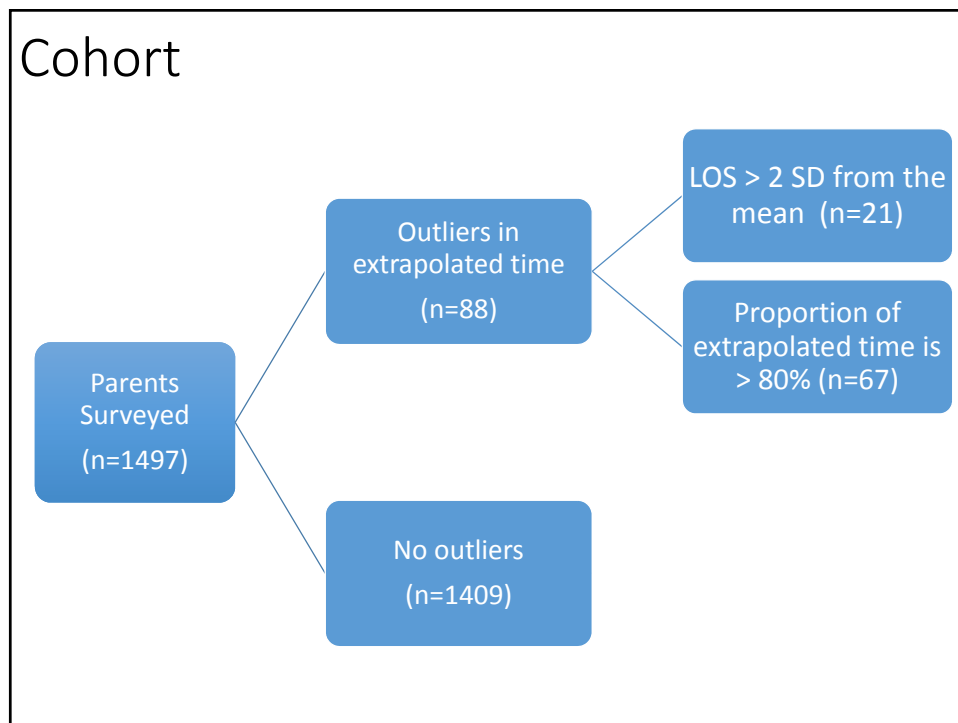 Cohort
Parents
Surveyed
(n=1497)
Outliers in
extrapolated time
(n=88)
LOS > 2 SD from the
mean (n=21)
Proportion of
extrapolated time is
> 80% (n=67)
No outliers
(n=1409)